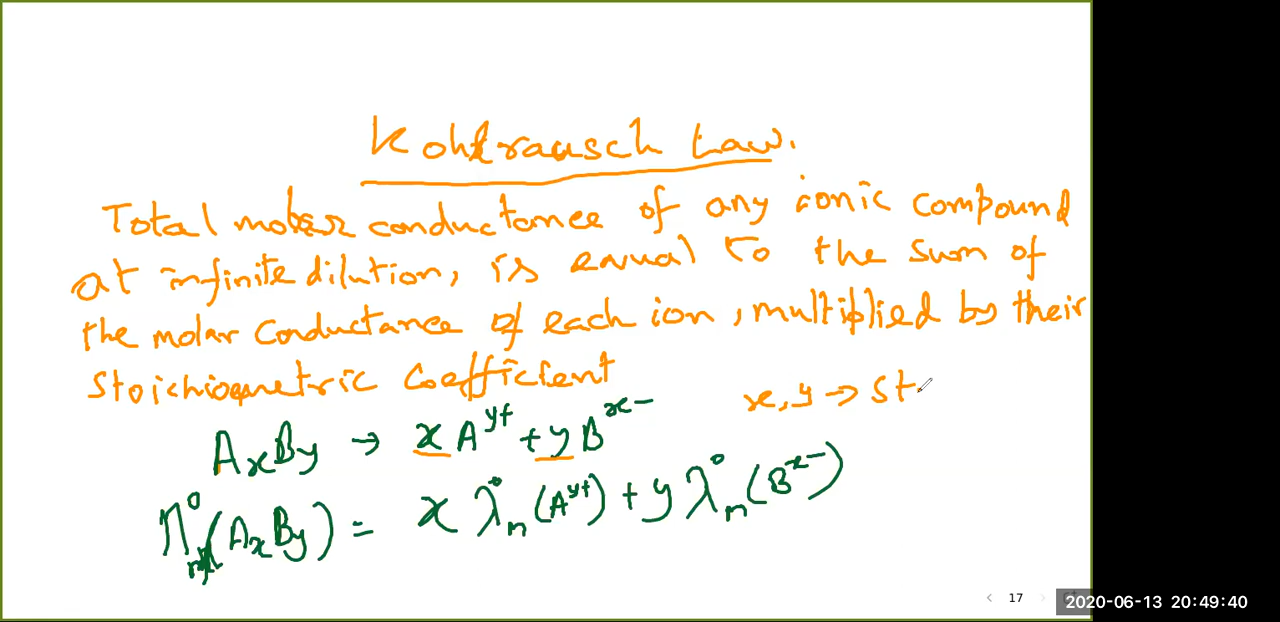 Kohlrausch Law.
Total molar conductance of any ionic compound
at infinite dilution, is equal to the sum of
the molar conductance of each ion, multiplied by their
Stoichiometric coefficient
x, y → St
AxBy → x A^y+ + y B^x-
Λ°m (AxBy) = x λ°m (A^y+) + y λ°m (B^x-)
17
2020-06-13 20:49:40